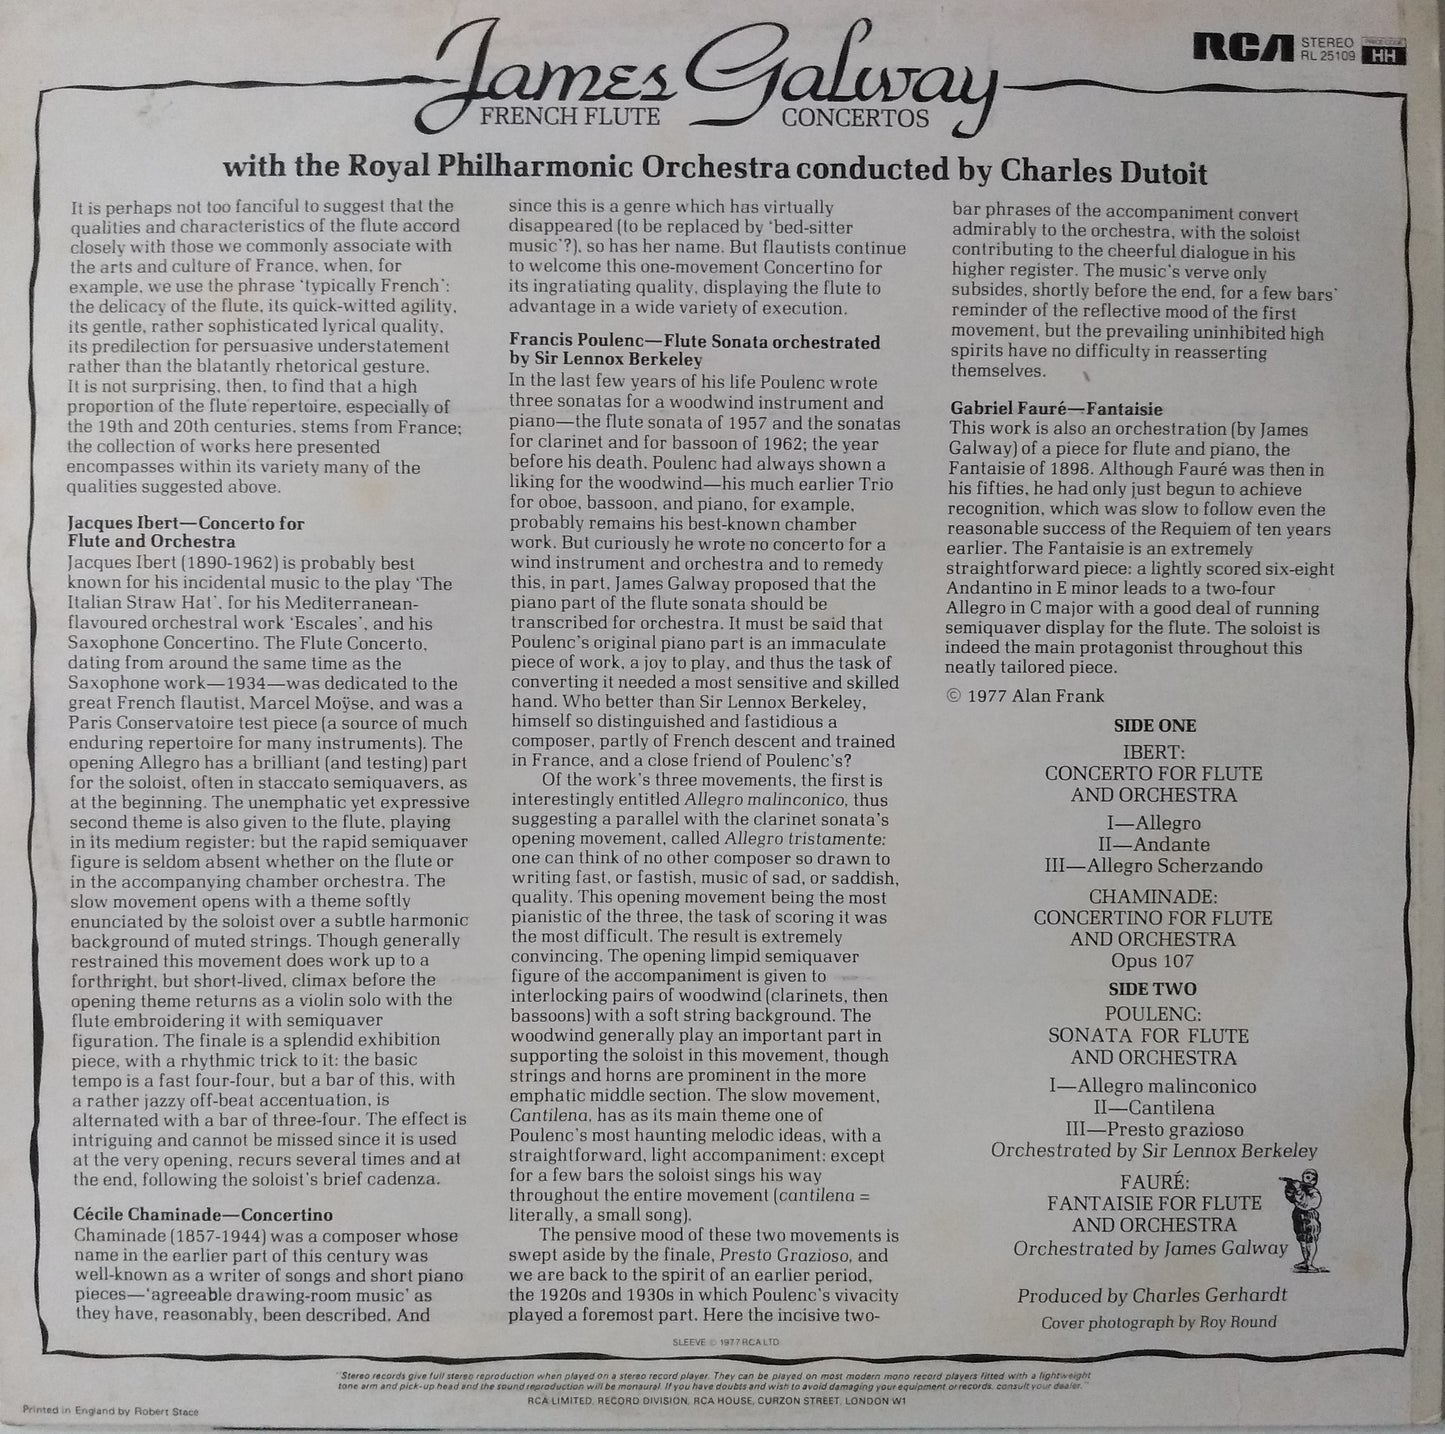 James Galway
FRENCH FLUTE CONCERTOS
RCA STEREO
RL 25109
PRICE CODE
HH
with the Royal Philharmonic Orchestra conducted by Charles Dutoit
It is perhaps not too fanciful to suggest that the
qualities and characteristics of the flute accord
closely with those we commonly associate with
the arts and culture of France, when, for
example, we use the phrase ‘typically French’:
the delicacy of the flute, its quick-witted agility,
its gentle, rather sophisticated lyrical quality,
its predilection for persuasive understatement
rather than the blatantly rhetorical gesture.
It is not surprising, then, to find that a high
proportion of the flute repertoire, especially of
the 19th and 20th centuries, stems from France;
the collection of works here presented
encompasses within its variety many of the
qualities suggested above.
Jacques Ibert—Concerto for
Flute and Orchestra
Jacques Ibert (1890-1962) is probably best
known for his incidental music to the play ‘The
Italian Straw Hat’, for his Mediterranean-
flavoured orchestral work ‘Escales’, and his
Saxophone Concertino. The Flute Concerto,
dating from around the same time as the
Saxophone work—1934—was dedicated to the
great French flautist, Marcel Moÿse, and was a
Paris Conservatoire test piece (a source of much
enduring repertoire for many instruments). The
opening Allegro has a brilliant (and testing) part
for the soloist, often in staccato semiquavers, as
at the beginning. The unemphatic yet expressive
second theme is also given to the flute, playing
in its medium register; but the rapid semiquaver
figure is seldom absent whether on the flute or
in the accompanying chamber orchestra. The
slow movement opens with a theme softly
enunciated by the soloist over a subtle harmonic
background of muted strings. Though generally
restrained this movement does work up to a
forthright, but short-lived, climax before the
opening theme returns as a violin solo with the
flute embroidering it with semiquaver
figuration. The finale is a splendid exhibition
piece, with a rhythmic trick to it: the basic
tempo is a fast four-four, but a bar of this, with
a rather jazzy off-beat accentuation, is
alternated with a bar of three-four. The effect is
intriguing and cannot be missed since it is used
at the very opening, recurs several times and at
the end, following the soloist’s brief cadenza.
Cécile Chaminade—Concertino
Chaminade (1857-1944) was a composer whose
name in the earlier part of this century was
well-known as a writer of songs and short piano
pieces—‘agreeable drawing-room music’ as
they have, reasonably, been described. And
since this is a genre which has virtually
disappeared (to be replaced by ‘bed-sitter
music’?), so has her name. But flautists continue
to welcome this one-movement Concertino for
its ingratiating quality, displaying the flute to
advantage in a wide variety of execution.
Francis Poulenc—Flute Sonata orchestrated
by Sir Lennox Berkeley
In the last few years of his life Poulenc wrote
three sonatas for a woodwind instrument and
piano—the flute sonata of 1957 and the sonatas
for clarinet and for bassoon of 1962; the year
before his death. Poulenc had always shown a
liking for the woodwind—his much earlier Trio
for oboe, bassoon, and piano, for example,
probably remains his best-known chamber
work. But curiously he wrote no concerto for a
wind instrument and orchestra and to remedy
this, in part, James Galway proposed that the
piano part of the flute sonata should be
transcribed for orchestra. It must be said that
Poulenc’s original piano part is an immaculate
piece of work, a joy to play, and thus the task of
converting it needed a most sensitive and skilled
hand. Who better than Sir Lennox Berkeley,
himself so distinguished and fastidious a
composer, partly of French descent and trained
in France, and a close friend of Poulenc’s?
Of the work’s three movements, the first is
interestingly entitled Allegro malinconico, thus
suggesting a parallel with the clarinet sonata’s
opening movement, called Allegro tristamente:
one can think of no other composer so drawn to
writing fast, or fastish, music of sad, or saddish,
quality. This opening movement being the most
pianistic of the three, the task of scoring it was
the most difficult. The result is extremely
convincing. The opening limpid semiquaver
figure of the accompaniment is given to
interlocking pairs of woodwind (clarinets, then
bassoons) with a soft string background. The
woodwind generally play an important part in
supporting the soloist in this movement, though
strings and horns are prominent in the more
emphatic middle section. The slow movement,
Cantilena, has as its main theme one of
Poulenc’s most haunting melodic ideas, with a
straightforward, light accompaniment; except
for a few bars the soloist sings his way
throughout the entire movement (cantilena =
literally, a small song).
The pensive mood of these two movements is
swept aside by the finale, Presto Grazioso, and
we are back to the spirit of an earlier period,
the 1920s and 1930s in which Poulenc’s vivacity
played a foremost part. Here the incisive two-
bar phrases of the accompaniment convert
admirably to the orchestra, with the soloist
contributing to the cheerful dialogue in his
higher register. The music’s verve only
subsides, shortly before the end, for a few bars’
reminder of the reflective mood of the first
movement, but the prevailing uninhibited high
spirits have no difficulty in reasserting
themselves.
Gabriel Fauré—Fantaisie
This work is also an orchestration (by James
Galway) of a piece for flute and piano, the
Fantaisie of 1898. Although Fauré was then in
his fifties, he had only just begun to achieve
recognition, which was slow to follow even the
reasonable success of the Requiem of ten years
earlier. The Fantaisie is an extremely
straightforward piece: a lightly scored six-eight
Andantino in E minor leads to a two-four
Allegro in C major with a good deal of running
semiquaver display for the flute. The soloist is
indeed the main protagonist throughout this
neatly tailored piece.
© 1977 Alan Frank
SIDE ONE
IBERT:
CONCERTO FOR FLUTE
AND ORCHESTRA
I—Allegro
II—Andante
III—Allegro Scherzando
CHAMINADE:
CONCERTINO FOR FLUTE
AND ORCHESTRA
Opus 107
SIDE TWO
POULENC:
SONATA FOR FLUTE
AND ORCHESTRA
I—Allegro malinconico
II—Cantilena
III—Presto grazioso
Orchestrated by Sir Lennox Berkeley
FAURÉ:
FANTAISIE FOR FLUTE
AND ORCHESTRA
Orchestrated by James Galway
Produced by Charles Gerhardt
Cover photograph by Roy Round
SLEEVE © 1977 RCA LTD
"Stereo records give full stereo reproduction when played on a stereo record player. They can be played on most modern mono record players fitted with a lightweight
tone arm and pick-up head and the sound reproduction will be monaural. If you have doubts and wish to avoid damaging your equipment or records, consult your dealer."
RCA LIMITED, RECORD DIVISION, RCA HOUSE, CURZON STREET, LONDON W1
Printed in England by Robert Stace